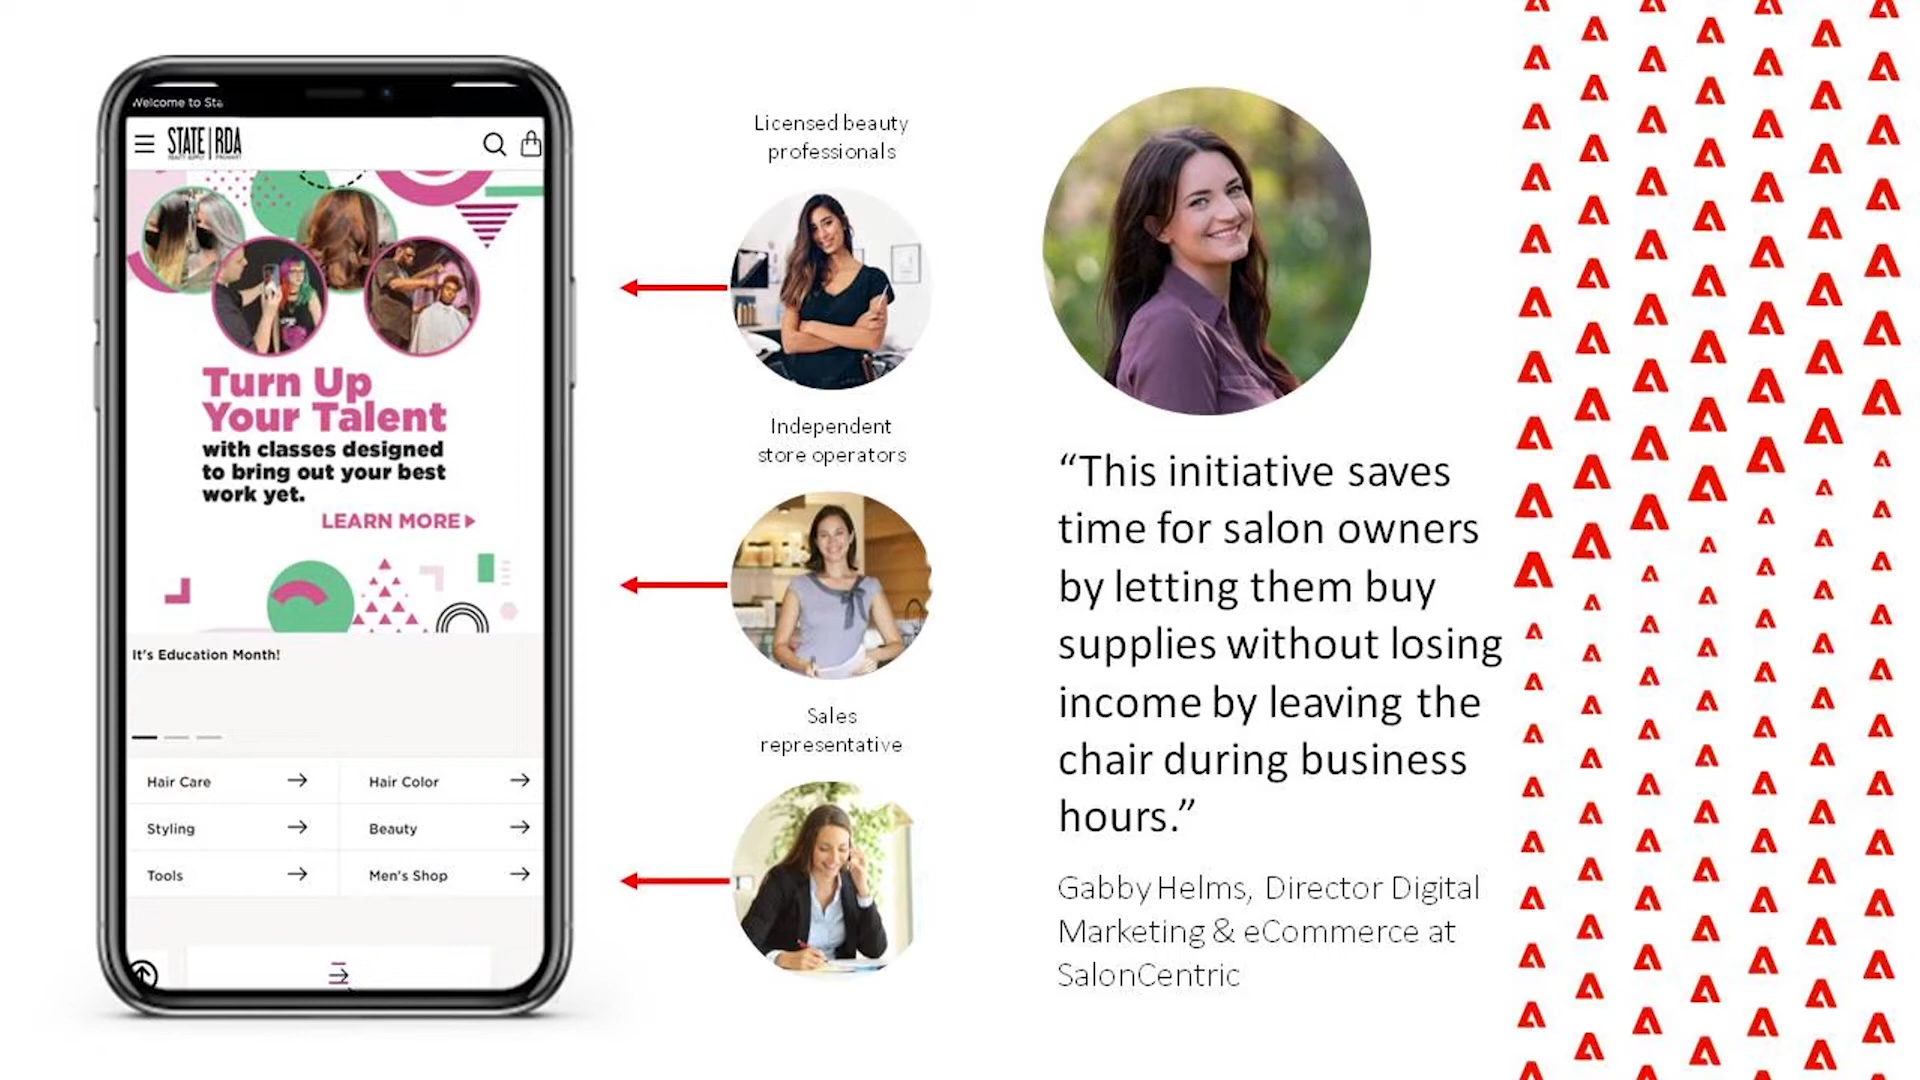 Welcome to Sta
STATE|RDA
Turn Up
Your Talent
with classes designed
to bring out your best
work yet.
LEARN MORE
It's Education Month!
Hair Care
Hair Color
Styling
Beauty
Tools
Men's Shop
Licensed beauty
professionals
Independent
store operators
Sales
representative
“This initiative saves
time for salon owners
by letting them buy
supplies without losing
income by leaving the
chair during business
hours.”
Gabby Helms, Director Digital
Marketing & eCommerce at
SalonCentric